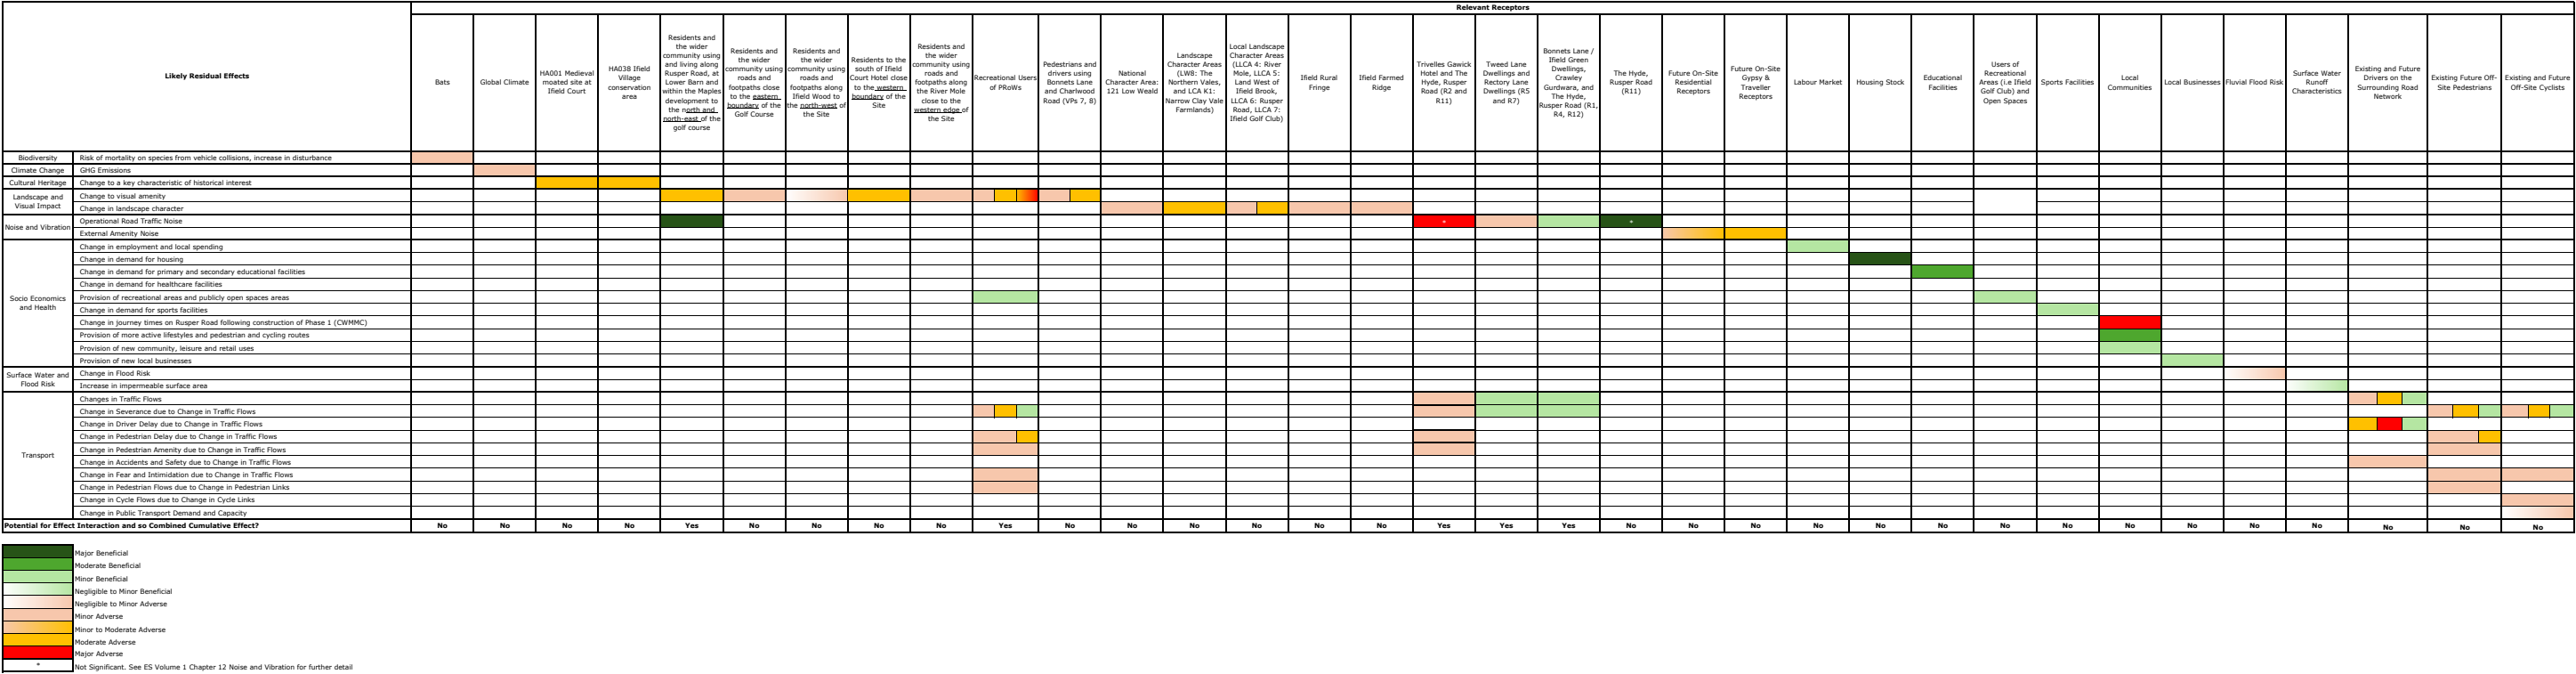 Relevant Receptors
Likely Residual Effects
Bats
Global Climate
HA001 Medieval
moated site at
Ifield Court
HA038 Ifield
Village
conservation
area
Residents and
the wider
community using
and living along
Rusper Road, at
Lower Barn and
within the Maples
development to
the north and
north-east of the
golf course
Residents and
the wider
community using
roads and
footpaths close
to the eastern
boundary of the
Golf Course
Residents and
the wider
community using
roads and
footpaths along
Ifield Wood to
the north-west of
the Site
Residents to the
south of Ifield
Court Hotel close
to the western
boundary of the
Site
Residents and
the wider
community using
roads and
footpaths along
the River Mole
close to the
western edge of
the Site
Recreational Users
of PRoWs
Pedestrians and
drivers using
Bonnets Lane
and Charlwood
Road (VPs 7, 8)
National
Character Area:
121 Low Weald
Landscape
Character Areas
(LW8: The
Northern Vales,
and LCA K1:
Narrow Clay Vale
Farmlands)
Local Landscape
Character Areas
(LLCA 4: River
Mole, LLCA 5:
Land West of
Ifield Brook,
LLCA 6: Rusper
Road, LLCA 7:
Ifield Golf Club)
Ifield Rural
Fringe
Ifield Farmed
Ridge
Trivelles Gawick
Hotel and The
Hyde, Rusper
Road (R2 and
R11)
Tweed Lane
Dwellings and
Rectory Lane
Dwellings (R5
and R7)
Bonnets Lane /
Ifield Green
Dwellings,
Crawley
Gurdwara, and
The Hyde,
Rusper Road (R1,
R4, R12)
The Hyde,
Rusper Road
(R11)
Future On-Site
Residential
Receptors
Future On-Site
Gypsy &
Traveller
Receptors
Labour Market
Housing Stock
Educational
Facilities
Users of
Recreational
Areas (i.e Ifield
Golf Club) and
Open Spaces
Sports Facilities
Local
Communities
Local Businesses
Fluvial Flood Risk
Surface Water
Runoff
Characteristics
Existing and Future
Drivers on the
Surrounding Road
Network
Existing Future Off-
Site Pedestrians
Existing and Future
Off-Site Cyclists
Biodiversity
Risk of mortality on species from vehicle collisions, increase in disturbance
Climate Change
GHG Emissions
Cultural Heritage
Change to a key characteristic of historical interest
Landscape and
Visual Impact
Change to visual amenity
Change in landscape character
Noise and Vibration
Operational Road Traffic Noise
*
*
External Amenity Noise
Socio Economics
and Health
Change in employment and local spending
Change in demand for housing
Change in demand for primary and secondary educational facilities
Change in demand for healthcare facilities
Provision of recreational areas and publicly open spaces areas
Change in demand for sports facilities
Change in journey times on Rusper Road following construction of Phase 1 (CWMMC)
Provision of more active lifestyles and pedestrian and cycling routes
Provision of new community, leisure and retail uses
Provision of new local businesses
Surface Water and
Flood Risk
Change in Flood Risk
Increase in impermeable surface area
Transport
Changes in Traffic Flows
Change in Severance due to Change in Traffic Flows
Change in Driver Delay due to Change in Traffic Flows
Change in Pedestrian Delay due to Change in Traffic Flows
Change in Pedestrian Amenity due to Change in Traffic Flows
Change in Accidents and Safety due to Change in Traffic Flows
Change in Fear and Intimidation due to Change in Traffic Flows
Change in Pedestrian Flows due to Change in Pedestrian Links
Change in Cycle Flows due to Change in Cycle Links
Change in Public Transport Demand and Capacity
Potential for Effect Interaction and so Combined Cumulative Effect? No No No No Yes No No No No Yes No No No No No No Yes Yes Yes No No No No No No No No No No No No No No No
Major Beneficial
Moderate Beneficial
Minor Beneficial
Negligible to Minor Beneficial
Negligible to Minor Adverse
Minor Adverse
Minor to Moderate Adverse
Moderate Adverse
Major Adverse
* Not Significant. See ES Volume 1 Chapter 12 Noise and Vibration for further detail